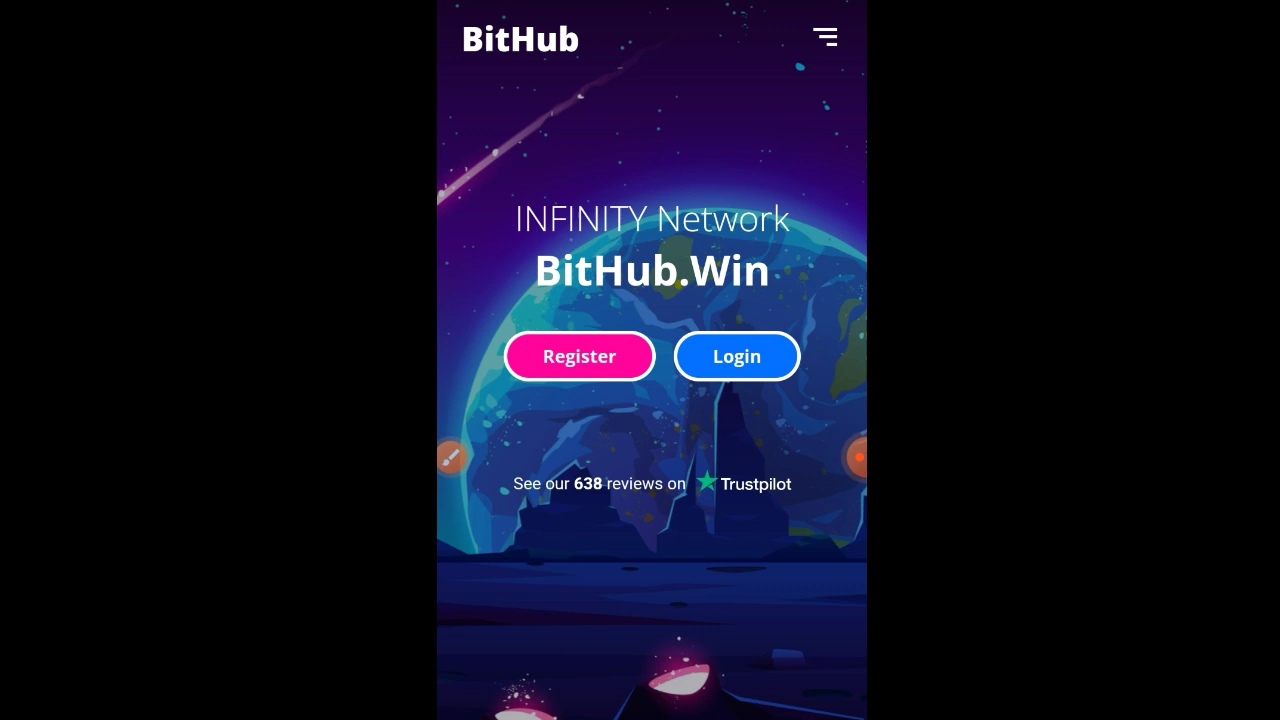 BitHub
INFINITY Network
BitHub.Win
Register
Login
See our 638 reviews on Trustpilot